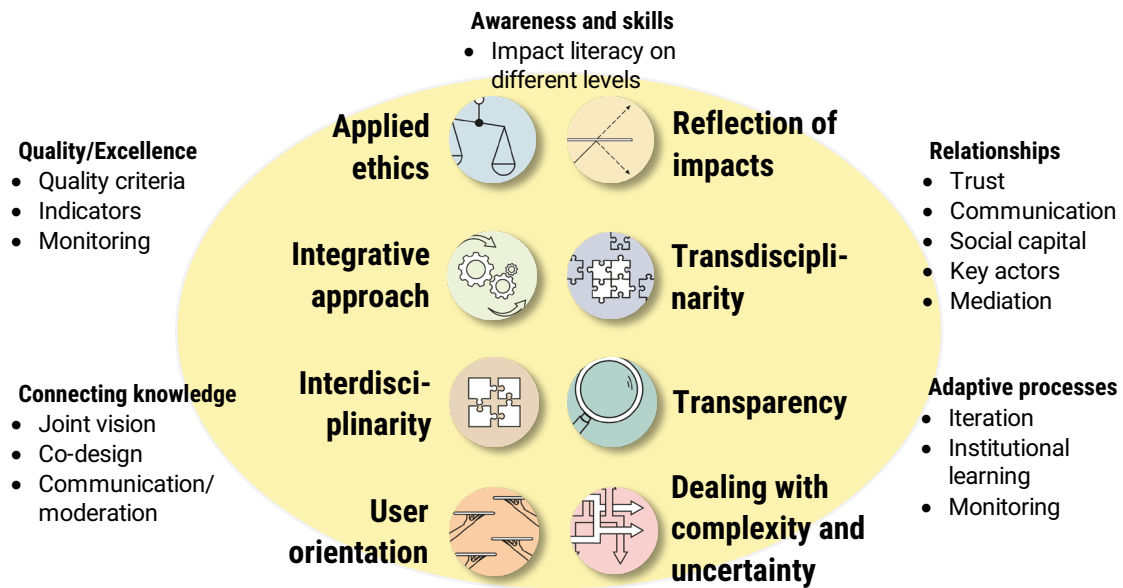 Awareness and skills
• Impact literacy on
different levels
Applied
ethics
Reflection of
impacts
Quality/Excellence
• Quality criteria
• Indicators
• Monitoring
Relationships
• Trust
• Communication
• Social capital
• Key actors
• Mediation
Integrative
approach
Transdiscipli-
narity
Connecting knowledge
• Joint vision
• Co-design
• Communication/
moderation
Interdisci-
plinarity
Transparency
Adaptive processes
• Iteration
• Institutional
learning
• Monitoring
User
orientation
Dealing with
complexity and
uncertainty